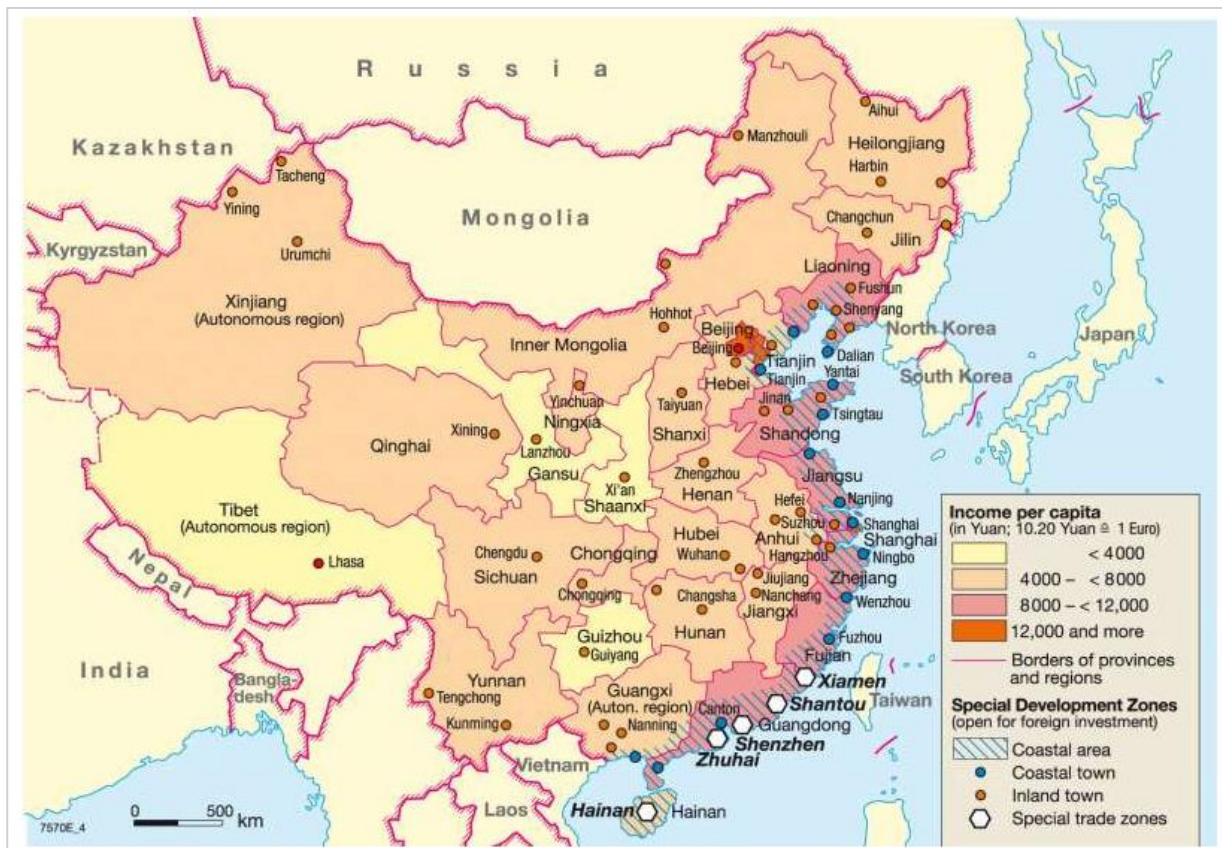 Russia
Kazakhstan
Mongolia
Kyrgyzstan
Aihui
Manzhouli
Heilongjiang
Harbin
Tacheng
Yining
Urumchi
Changchun
Jilin
Xinjiang
(Autonomous region)
Liaoning
Fushun
Shenyang
Hohhot
Inner Mongolia
Beijing
Beijing
Tianjin
Tianjin
Dalian
Yantai
North Korea
South Korea
Japan
Hebei
Yinchuan
Ningxia
Taiyuan
Shanxi
Jinan
Tsingtau
Shandong
Qinghai
Xining
Lanzhou
Gansu
Xi'an
Shaanxi
Zhengzhou
Henan
Jiangsu
Tibet
(Autonomous region)
Lhasa
Nepal
Hefei
Nanjing
Suzhou
Shanghai
Shanghai
Anhui
Hangzhou
Ningbo
Hubei
Wuhan
Chengdu
Sichuan
Chongqing
Chongqing
Zhejiang
Jiujiang
Nanchang
Jiangxi
Wenzhou
Changsha
Hunan
Guizhou
Guiyang
Fuzhou
Fujian
India
Bangla-
desh
Yunnan
Tengchong
Kunming
Guangxi
(Auton. region)
Nanning
Canton
Xiamen
Taiwan
Shantou
Guangdong
Shenzhen
Zhuhai
Vietnam
Laos
Hainan
Hainan
0 500
km
7570E_4
Income per capita
(in Yuan; 10.20 Yuan ≙ 1 Euro)
< 4000
4000 – < 8000
8000 – < 12,000
12,000 and more
Borders of provinces
and regions
Special Development Zones
(open for foreign investment)
Coastal area
Coastal town
Inland town
Special trade zones